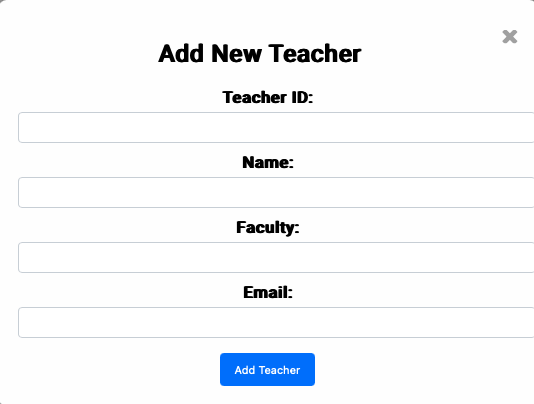 Add New Teacher
Teacher ID:
Name:
Faculty:
Email:
Add Teacher